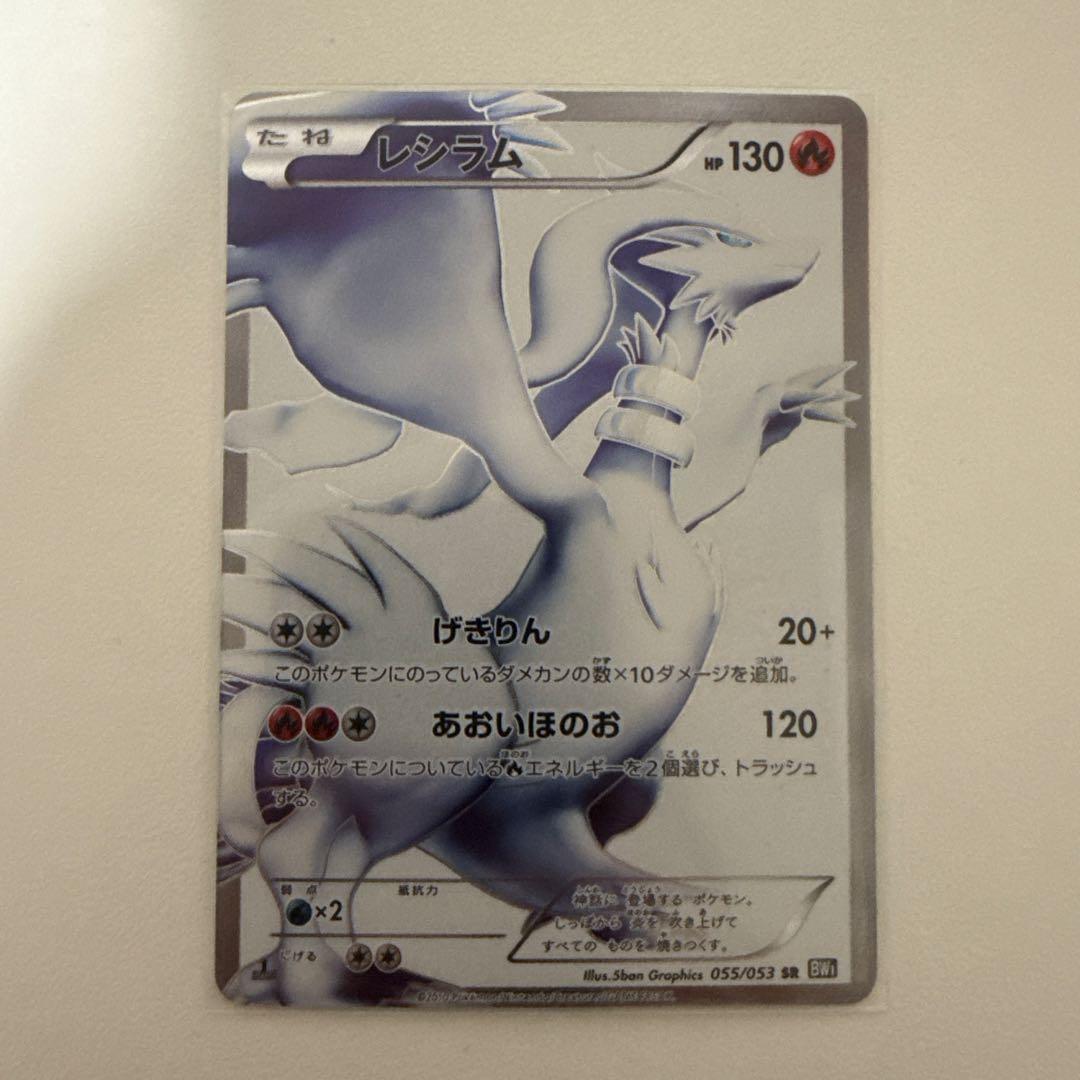 たね レシラム HP 130
げきりん 20+
このポケモンにのっているダメカンの数×10ダメージを追加。
あおいほのお 120
このポケモンについている エネルギーを2個選び、トラッシュ
する。
弱点 抵抗力
×2
神話に 登場する ポケモン。
しっぽから 炎を 吹き上げて
すべての ものを 焼きつくす。
にげる
Illus.5ban Graphics 055/053 SR BW1